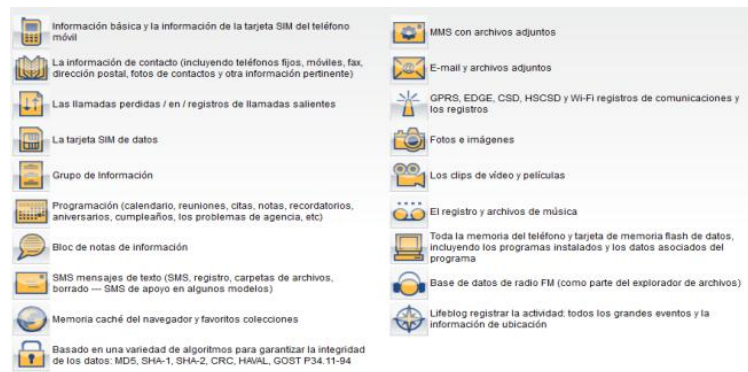 Información básica y la información de la tarjeta SIM del teléfono
móvil
La información de contacto (incluyendo teléfonos fijos, móviles, fax,
dirección postal, fotos de contactos y otra información pertinente)
Las llamadas perdidas / en / registros de llamadas salientes
La tarjeta SIM de datos
Grupo de Información
Programación (calendario, reuniones, citas, notas, recordatorios,
aniversarios, cumpleaños, los problemas de agencia, etc)
Bloc de notas de información
SMS mensajes de texto (SMS, registro, carpetas de archivos,
borrado --- SMS de apoyo en algunos modelos)
Memoria caché del navegador y favoritos colecciones
Basado en una variedad de algoritmos para garantizar la integridad
de los datos: MD5, SHA-1, SHA-2, CRC, HAVAL, GOST P34.11-94
MMS con archivos adjuntos
E-mail y archivos adjuntos
GPRS, EDGE, CSD, HSCSD y Wi-Fi registros de comunicaciones y
los registros
Fotos e imágenes
Los clips de vídeo y películas
El registro y archivos de música
Toda la memoria del teléfono y tarjeta de memoria flash de datos,
incluyendo los programas instalados y los datos asociados del
programa
Base de datos de radio FM (como parte del explorador de archivos)
Lifeblog registrar la actividad: todos los grandes eventos y la
información de ubicación